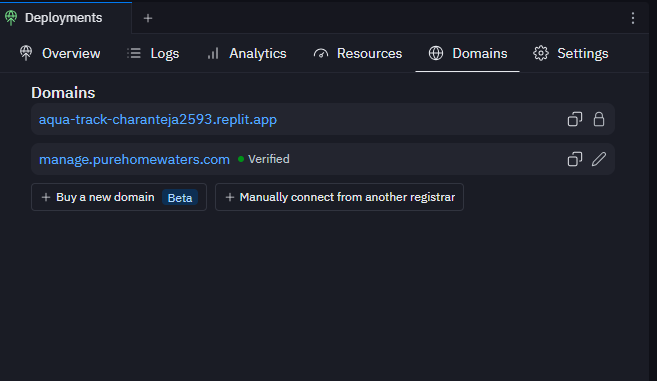 Deployments
Overview Logs Analytics Resources Domains Settings
Domains
aqua-track-charanteja2593.replit.app
manage.purehomewaters.com Verified
+ Buy a new domain Beta + Manually connect from another registrar